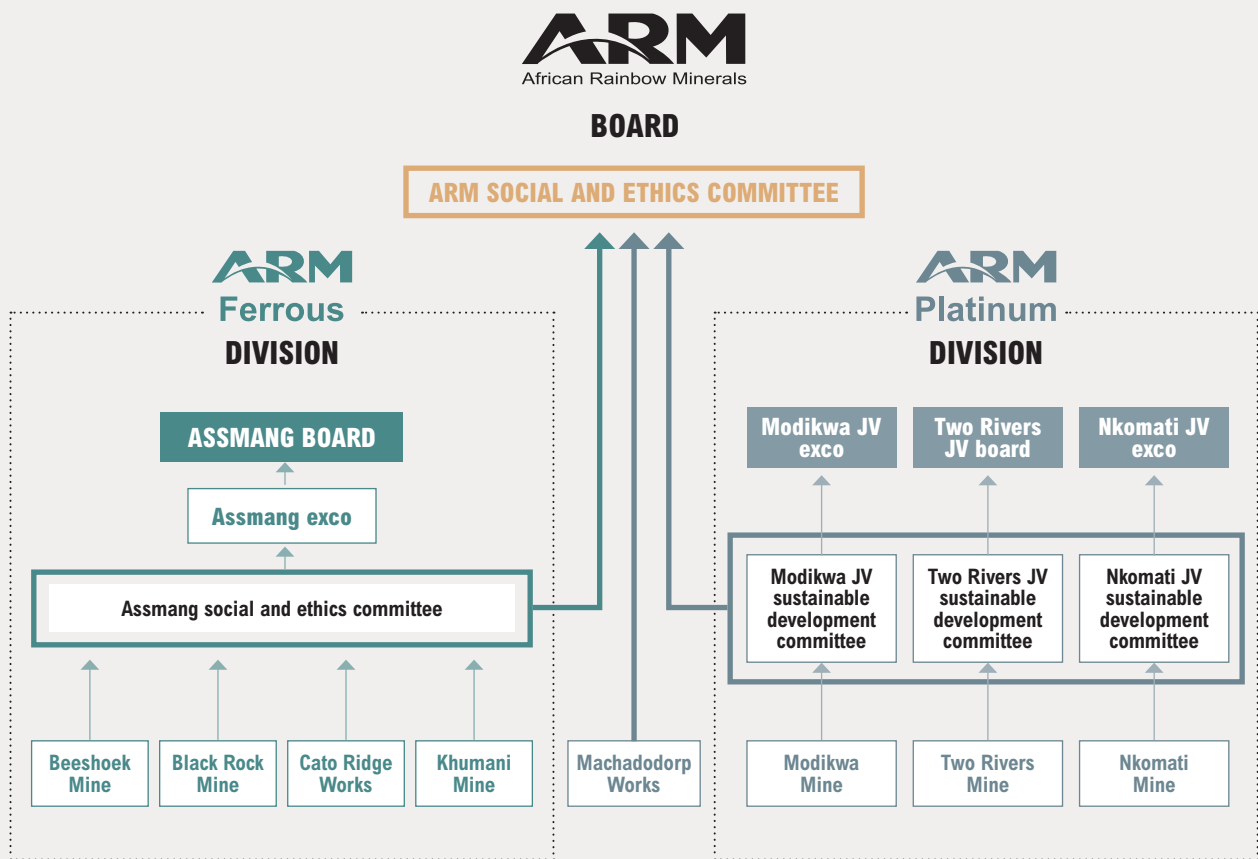 ARM
African Rainbow Minerals
BOARD
ARM SOCIAL AND ETHICS COMMITTEE
ARM
Ferrous
DIVISION
ASSMANG BOARD
Assmang exco
Assmang social and ethics committee
Beeshoek
Mine
Black Rock
Mine
Cato Ridge
Works
Khumani
Mine
Machadodorp
Works
ARM
Platinum
DIVISION
Modikwa JV
exco
Two Rivers
JV board
Nkomati JV
exco
Modikwa JV
sustainable
development
committee
Two Rivers JV
sustainable
development
committee
Nkomati JV
sustainable
development
committee
Modikwa
Mine
Two Rivers
Mine
Nkomati
Mine